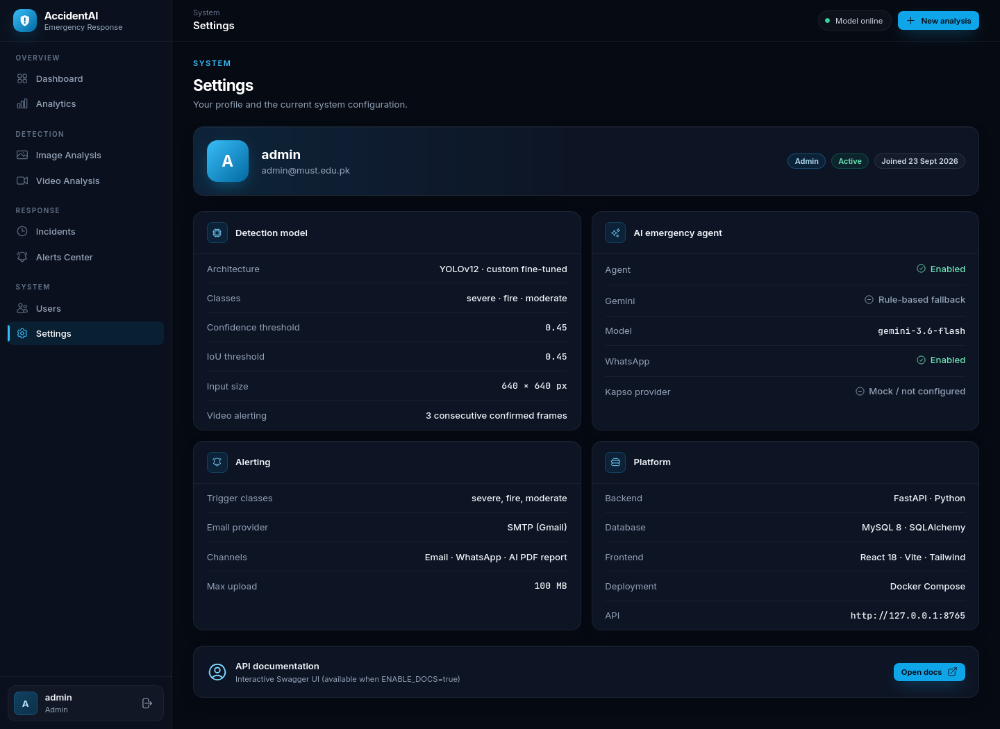 AccidentAI
Emergency Response
OVERVIEW
Dashboard
Analytics
DETECTION
Image Analysis
Video Analysis
RESPONSE
Incidents
Alerts Center
SYSTEM
Users
Settings
A
admin
Admin
System
Settings
Model online
New analysis
SYSTEM
Settings
Your profile and the current system configuration.
A
admin
admin@must.edu.pk
Admin
Active
Joined 23 Sept 2026
Detection model
Architecture YOLOv12 · custom fine-tuned
Classes severe · fire · moderate
Confidence threshold 0.45
IoU threshold 0.45
Input size 640 × 640 px
Video alerting 3 consecutive confirmed frames
AI emergency agent
Agent Enabled
Gemini Rule-based fallback
Model gemini-3.6-flash
WhatsApp Enabled
Kapso provider Mock / not configured
Alerting
Trigger classes severe, fire, moderate
Email provider SMTP (Gmail)
Channels Email · WhatsApp · AI PDF report
Max upload 100 MB
Platform
Backend FastAPI · Python
Database MySQL 8 · SQLAlchemy
Frontend React 18 · Vite · Tailwind
Deployment Docker Compose
API http://127.0.0.1:8765
API documentation
Interactive Swagger UI (available when ENABLE_DOCS=true)
Open docs